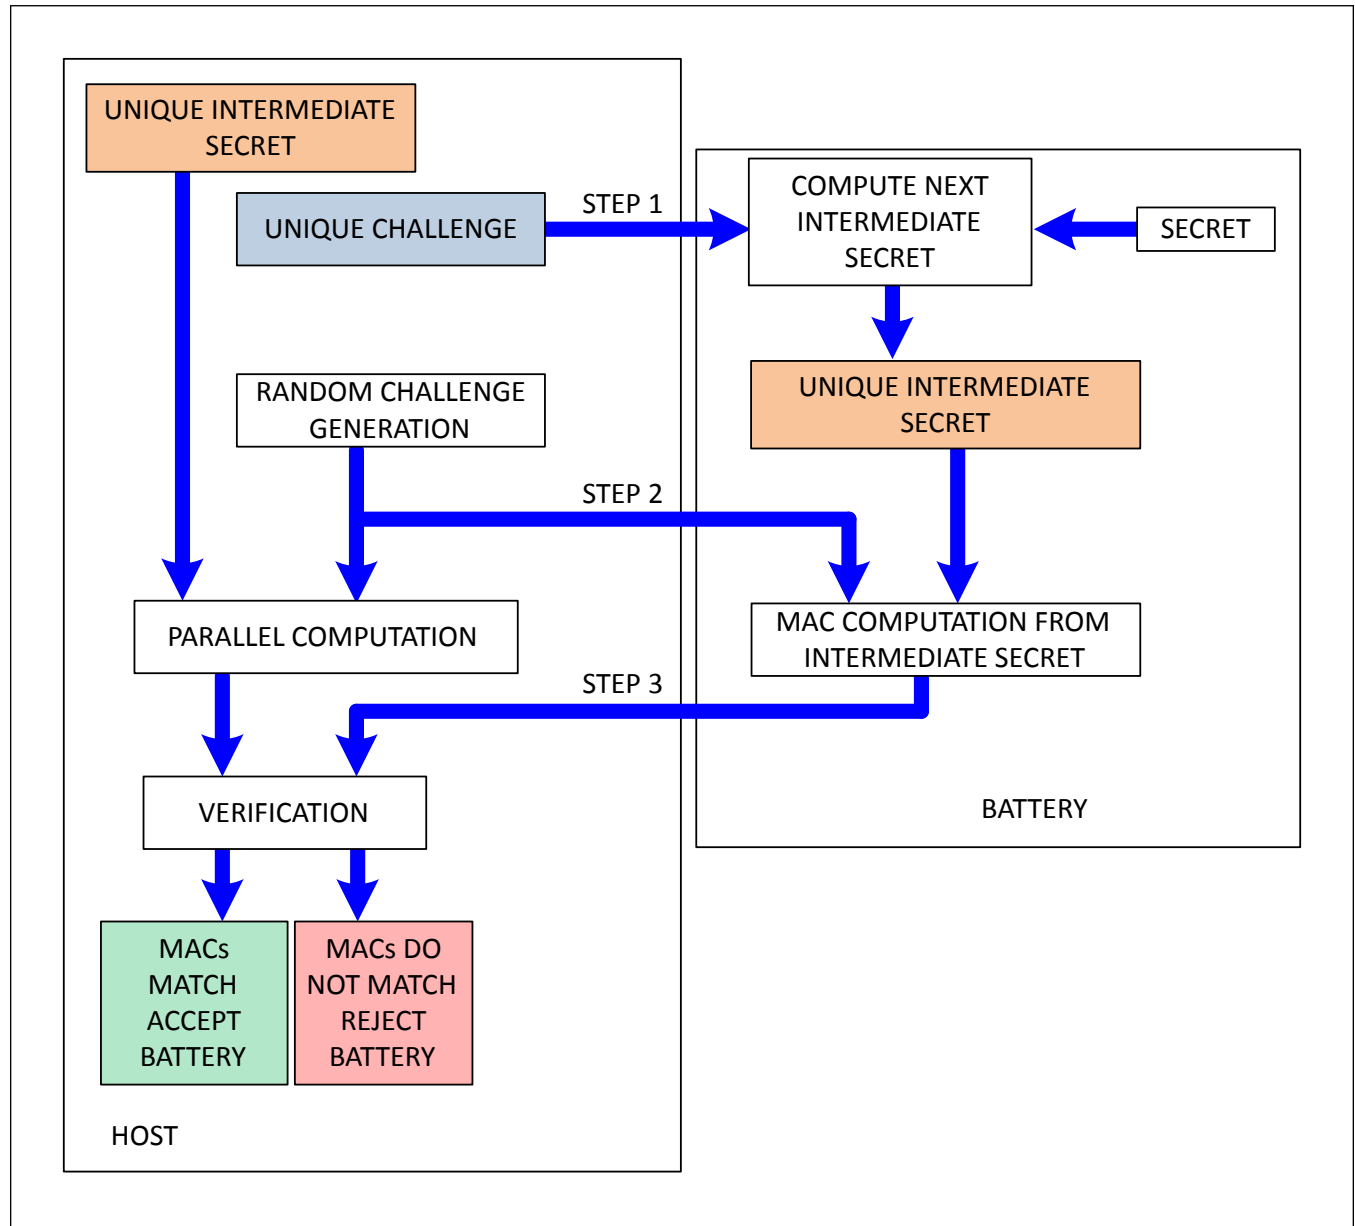 UNIQUE INTERMEDIATE
SECRET
UNIQUE CHALLENGE
STEP 1
COMPUTE NEXT
INTERMEDIATE
SECRET
SECRET
RANDOM CHALLENGE
GENERATION
UNIQUE INTERMEDIATE
SECRET
STEP 2
PARALLEL COMPUTATION
MAC COMPUTATION FROM
INTERMEDIATE SECRET
STEP 3
VERIFICATION
BATTERY
MACs
MATCH
ACCEPT
BATTERY
MACs DO
NOT MATCH
REJECT
BATTERY
HOST